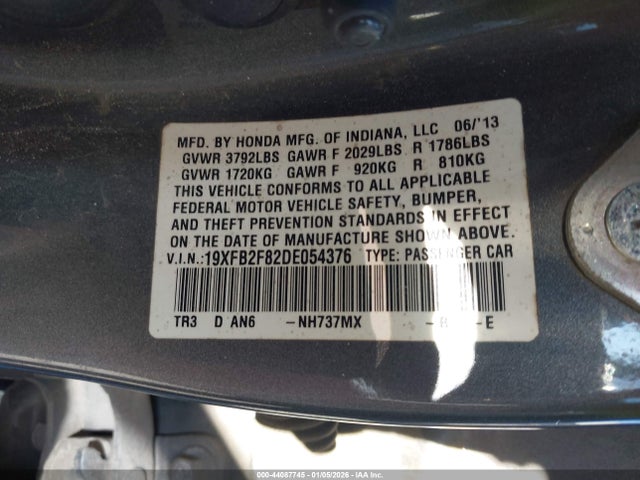 MFD. BY HONDA MFG. OF INDIANA, LLC 06/'13
GVWR 3792LBS GAWR F 2029LBS R 1786LBS
GVWR 1720KG GAWR F 920KG R 810KG
THIS VEHICLE CONFORMS TO ALL APPLICABLE
FEDERAL MOTOR VEHICLE SAFETY, BUMPER,
AND THEFT PREVENTION STANDARDS IN EFFECT
ON THE DATE OF MANUFACTURE SHOWN ABOVE.
V.I.N.:19XFB2F82DE054376 TYPE: PASSENGER CAR
TR3 D AN6 -NH737MX -B -E
000-44087745 - 01/05/2026 - IAA Inc.